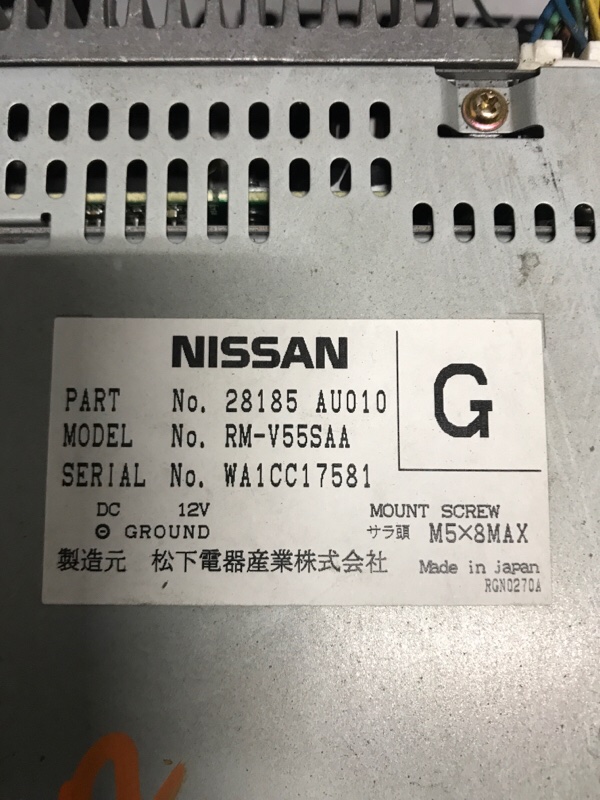 NISSAN
G
PART No. 28185 AU010
MODEL No. RM-V55SAA
SERIAL No. WA1CC17581
DC 12V
⊖ GROUND
MOUNT SCREW
サラ頭 M5×8MAX
製造元 松下電器産業株式会社
Made in japan
RGN0270A